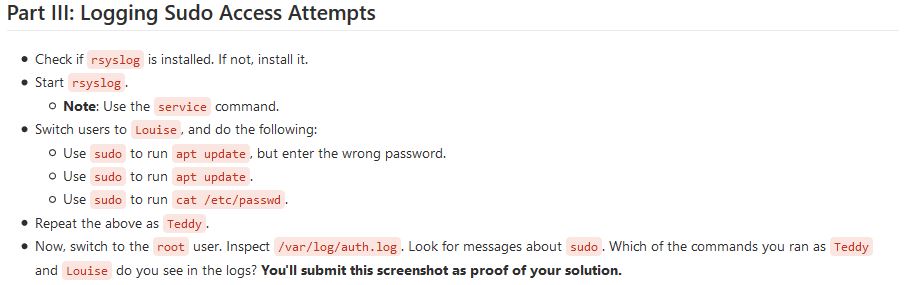 Part III: Logging Sudo Access Attempts
Check if rsyslog is installed. If not, install it.
Start rsyslog.
Note: Use the service command.
Switch users to Louise, and do the following:
Use sudo to run apt update, but enter the wrong password.
Use sudo to run apt update.
Use sudo to run cat /etc/passwd.
Repeat the above as Teddy.
Now, switch to the root user. Inspect /var/log/auth.log. Look for messages about sudo. Which of the commands you ran as Teddy
and Louise do you see in the logs? You'll submit this screenshot as proof of your solution.